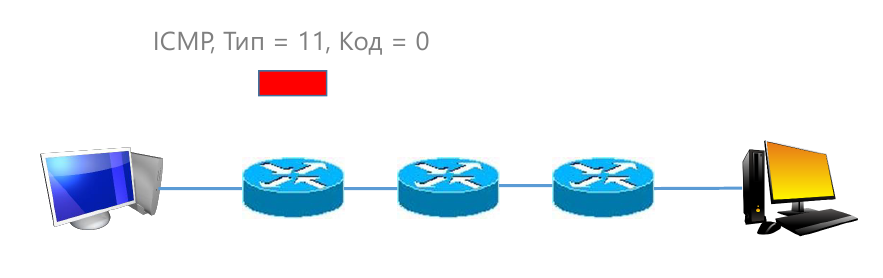 ICMP, Тип = 11, Код = 0